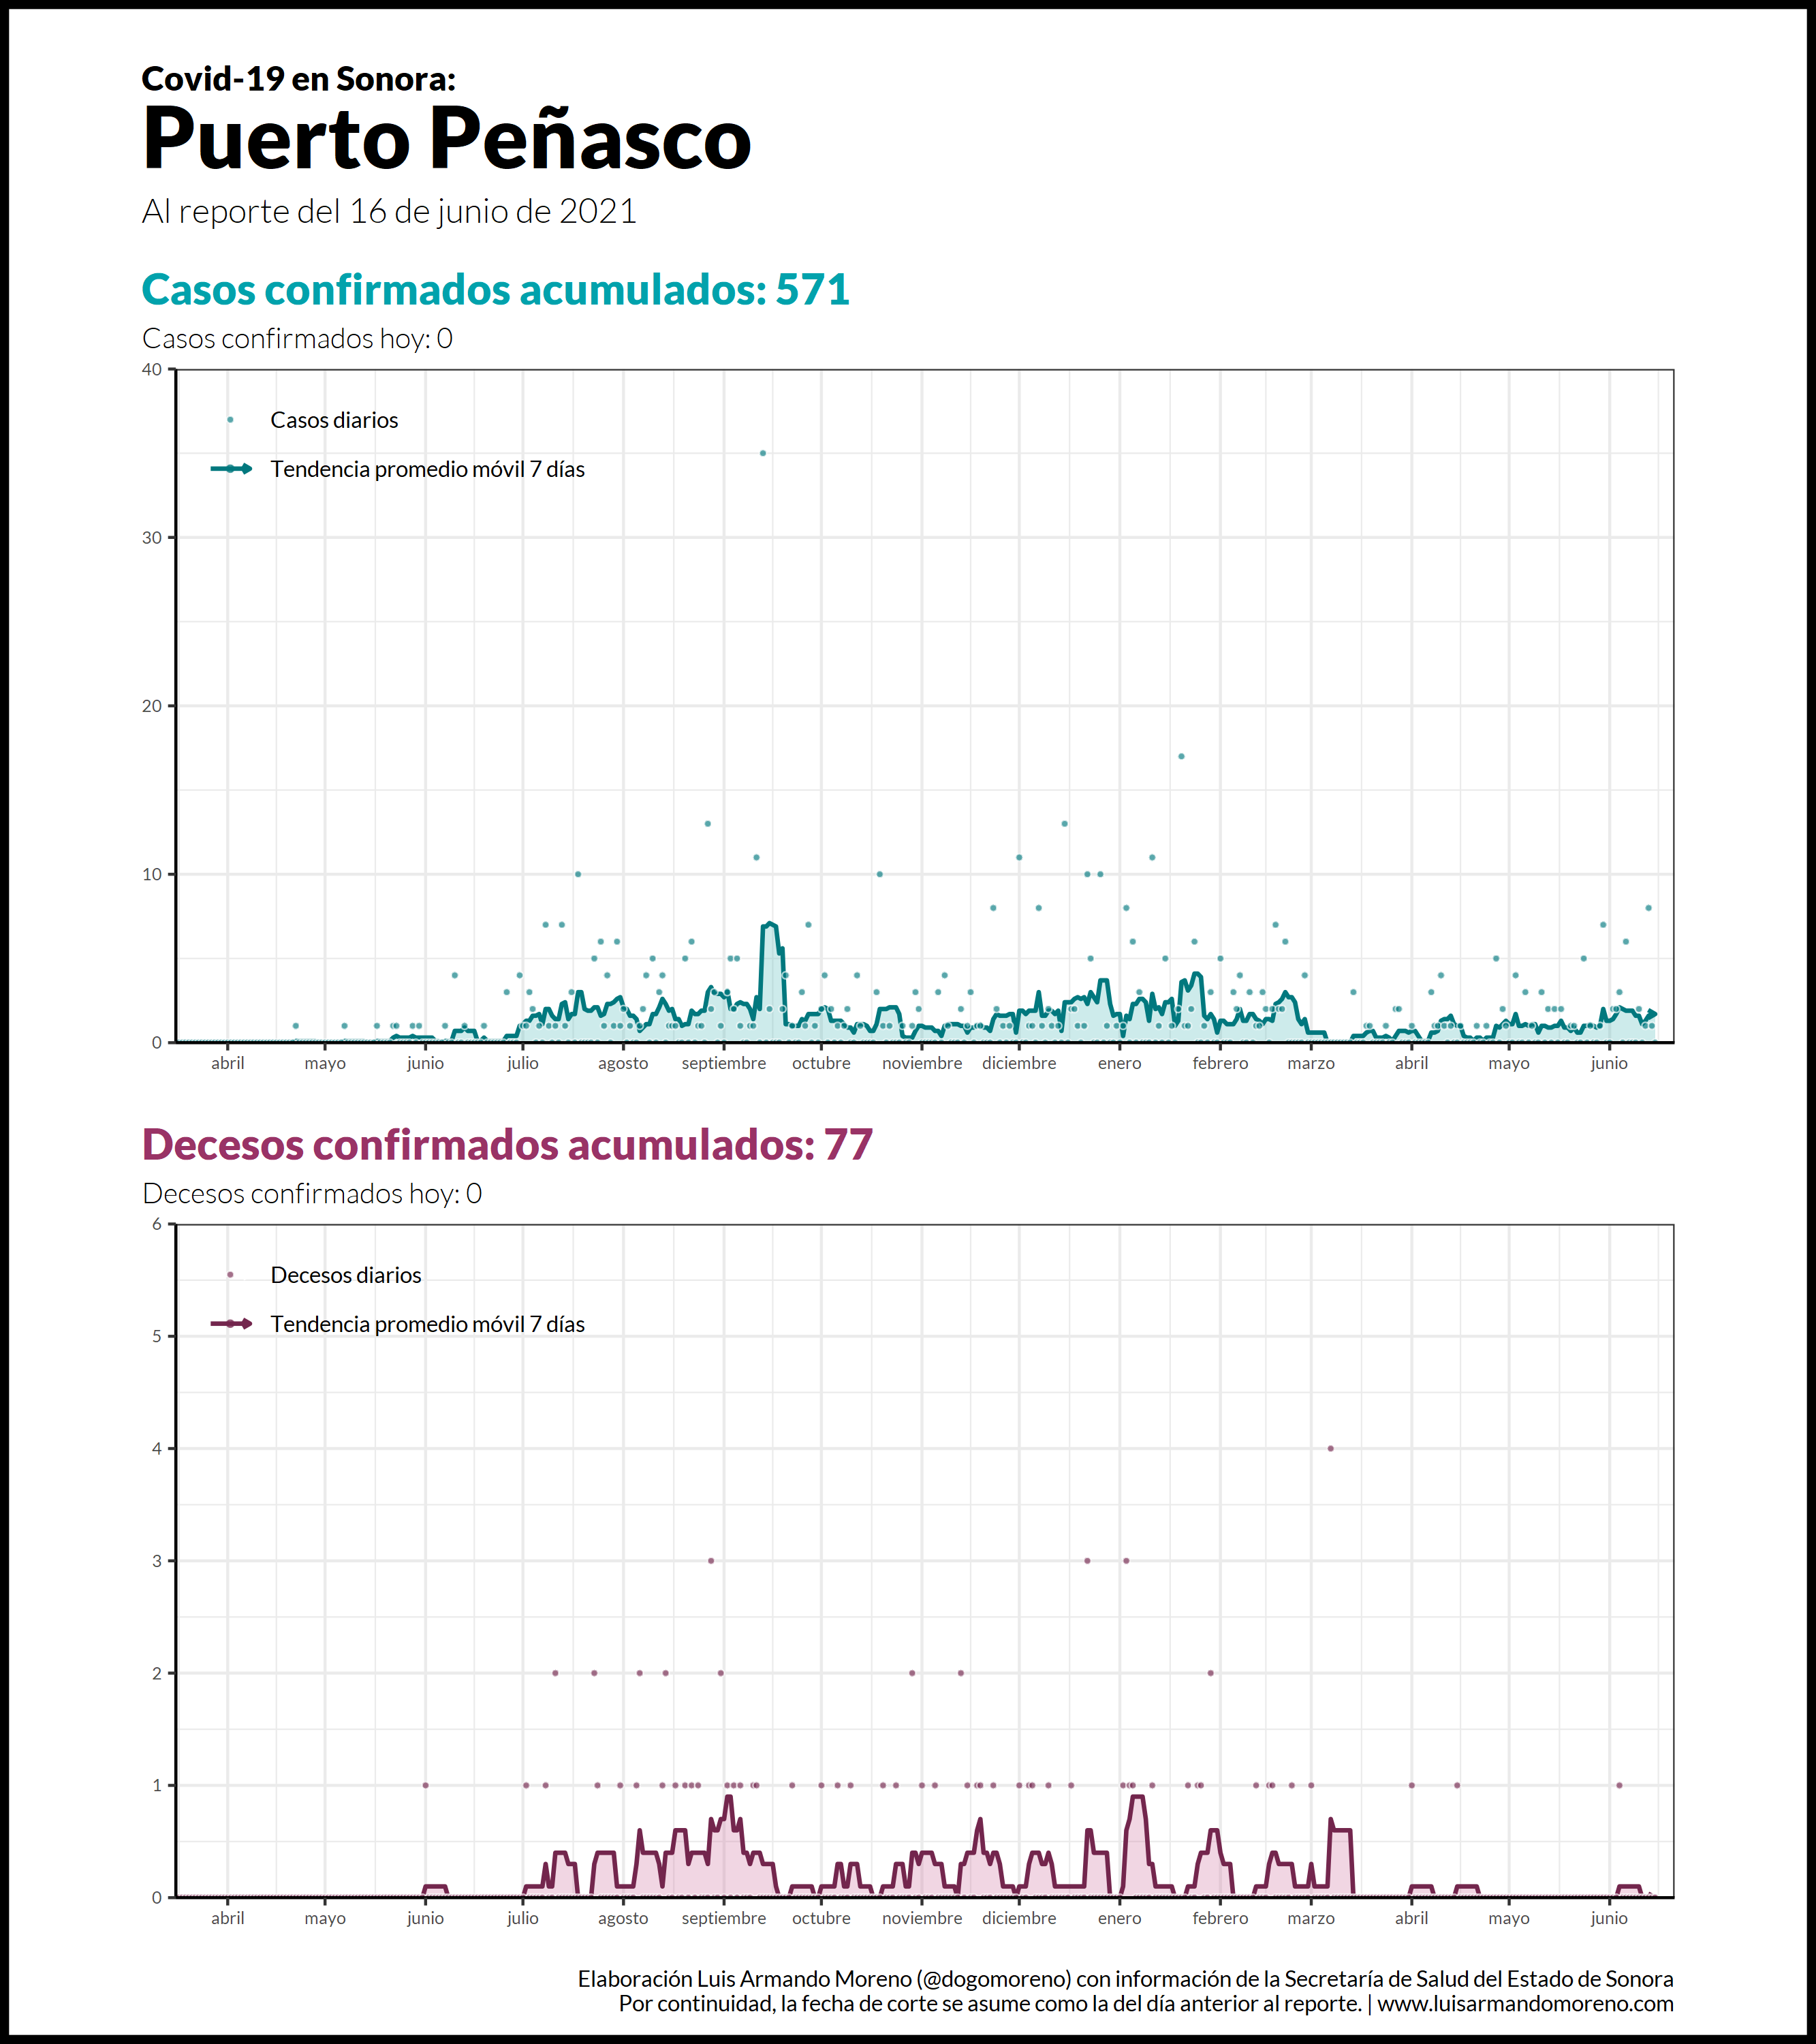 Covid-19 en Sonora:
Puerto Peñasco
Al reporte del 16 de junio de 2021
Casos confirmados acumulados: 571
Casos confirmados hoy: 0
40
30
20
10
0
Casos diarios
Tendencia promedio móvil 7 días
abril mayo junio julio agosto septiembre octubre noviembre diciembre enero febrero marzo abril mayo junio
Decesos confirmados acumulados: 77
Decesos confirmados hoy: 0
6
5
4
3
2
1
0
Decesos diarios
Tendencia promedio móvil 7 días
abril mayo junio julio agosto septiembre octubre noviembre diciembre enero febrero marzo abril mayo junio
Elaboración Luis Armando Moreno (@dogomoreno) con información de la Secretaría de Salud del Estado de Sonora
Por continuidad, la fecha de corte se asume como la del día anterior al reporte. | www.luisarmandomoreno.com